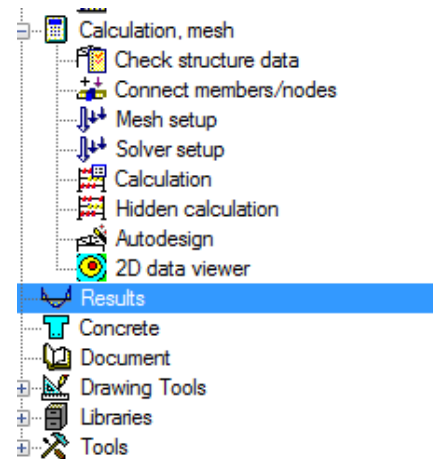 Calculation, mesh
Check structure data
Connect members/nodes
Mesh setup
Solver setup
Calculation
Hidden calculation
Autodesign
2D data viewer
Results
Concrete
Document
Drawing Tools
Libraries
Tools